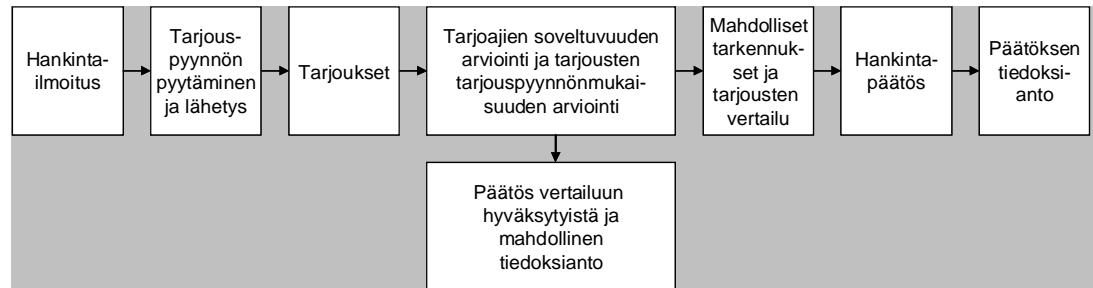 Hankinta-
ilmoitus
Tarjous-
pyynnön
pyytäminen
ja lähetys
Tarjoukset
Tarjoajien soveltuvuuden
arviointi ja tarjousten
tarjouspyynnönmukai-
suuden arviointi
Mahdolliset
tarkennuk-
set ja
tarjousten
vertailu
Hankinta-
päätös
Päätöksen
tiedoksi-
anto
Päätös vertailuun
hyväksytyistä ja
mahdollinen
tiedoksianto